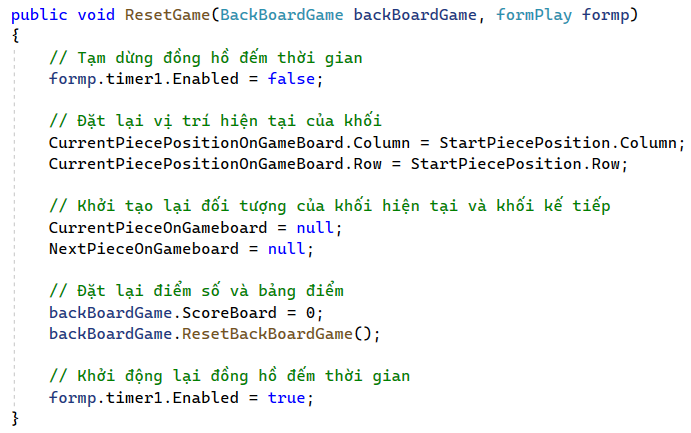 public void ResetGame(BackBoardGame backBoardGame, formPlay formp)
{
// Tạm dừng đồng hồ đếm thời gian
formp.timer1.Enabled = false;
// Đặt lại vị trí hiện tại của khối
CurrentPiecePositionOnGameBoard.Column = StartPiecePosition.Column;
CurrentPiecePositionOnGameBoard.Row = StartPiecePosition.Row;
// Khởi tạo lại đối tượng của khối hiện tại và khối kế tiếp
CurrentPieceOnGameboard = null;
NextPieceOnGameboard = null;
// Đặt lại điểm số và bảng điểm
backBoardGame.ScoreBoard = 0;
backBoardGame.ResetBackBoardGame();
// Khởi động lại đồng hồ đếm thời gian
formp.timer1.Enabled = true;
}